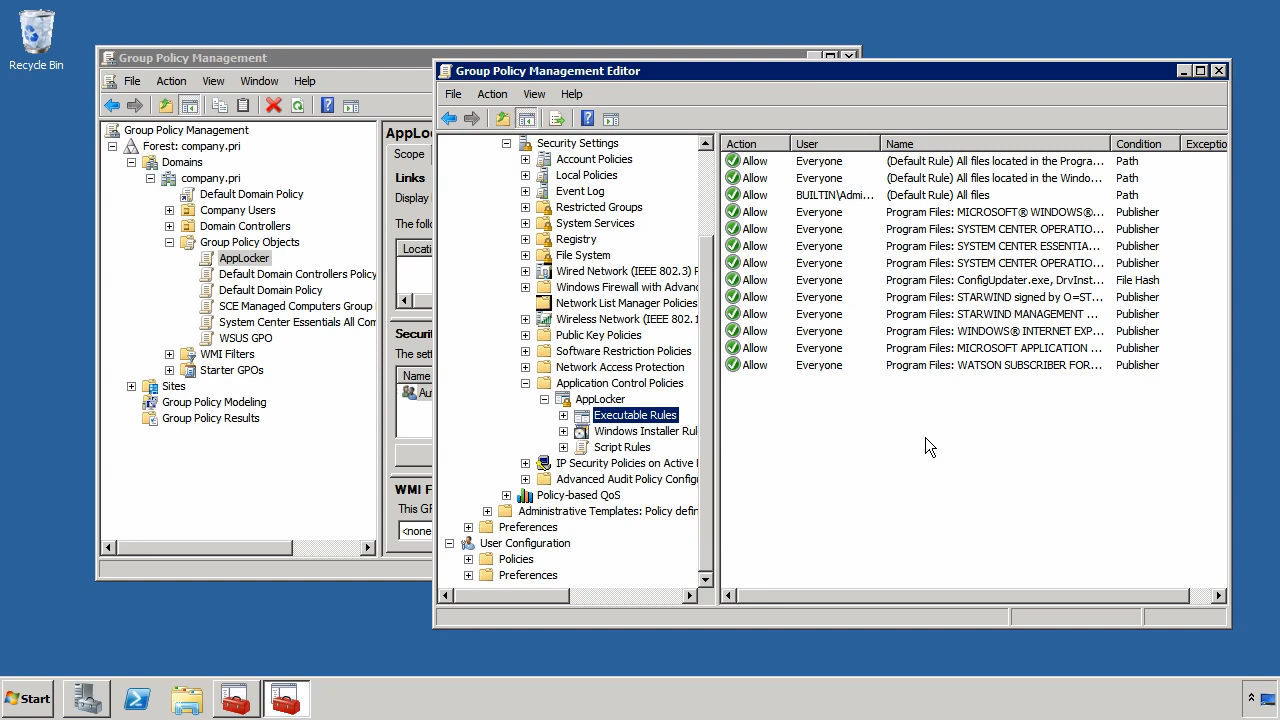 Recycle Bin
Group Policy Management
File Action View Window Help
Group Policy Management
Forest: company.pri
Domains
company.pri
Default Domain Policy
Company Users
Domain Controllers
Group Policy Objects
AppLocker
Default Domain Controllers Policy
Default Domain Policy
SCE Managed Computers Group
System Center Essentials All Com
WSUS GPO
WMI Filters
Starter GPOs
Sites
Group Policy Modeling
Group Policy Results
AppLo
Scope
Links
Display
The follo
Locatio
Securit
The sett
Name
Au
WMI F
This GP
<none
Group Policy Management Editor
File Action View Help
Security Settings
Account Policies
Local Policies
Event Log
Restricted Groups
System Services
Registry
File System
Wired Network (IEEE 802.3) P
Windows Firewall with Advanc
Network List Manager Policies
Wireless Network (IEEE 802.1
Public Key Policies
Software Restriction Policies
Network Access Protection
Application Control Policies
AppLocker
Executable Rules
Windows Installer Rul
Script Rules
IP Security Policies on Active
Advanced Audit Policy Config
Policy-based QoS
Administrative Templates: Policy defin
Preferences
User Configuration
Policies
Preferences
Action User Name Condition Exceptio
Allow Everyone (Default Rule) All files located in the Progra... Path
Allow Everyone (Default Rule) All files located in the Windo... Path
Allow BUILTIN\Admi... (Default Rule) All files Path
Allow Everyone Program Files: MICROSOFT® WINDOWS®... Publisher
Allow Everyone Program Files: SYSTEM CENTER OPERATIO... Publisher
Allow Everyone Program Files: SYSTEM CENTER ESSENTIA... Publisher
Allow Everyone Program Files: SYSTEM CENTER OPERATIO... Publisher
Allow Everyone Program Files: ConfigUpdater.exe, DrvInst... File Hash
Allow Everyone Program Files: STARWIND signed by O=ST... Publisher
Allow Everyone Program Files: STARWIND MANAGEMENT ... Publisher
Allow Everyone Program Files: WINDOWS® INTERNET EXP... Publisher
Allow Everyone Program Files: MICROSOFT APPLICATION ... Publisher
Allow Everyone Program Files: WATSON SUBSCRIBER FOR... Publisher
Start